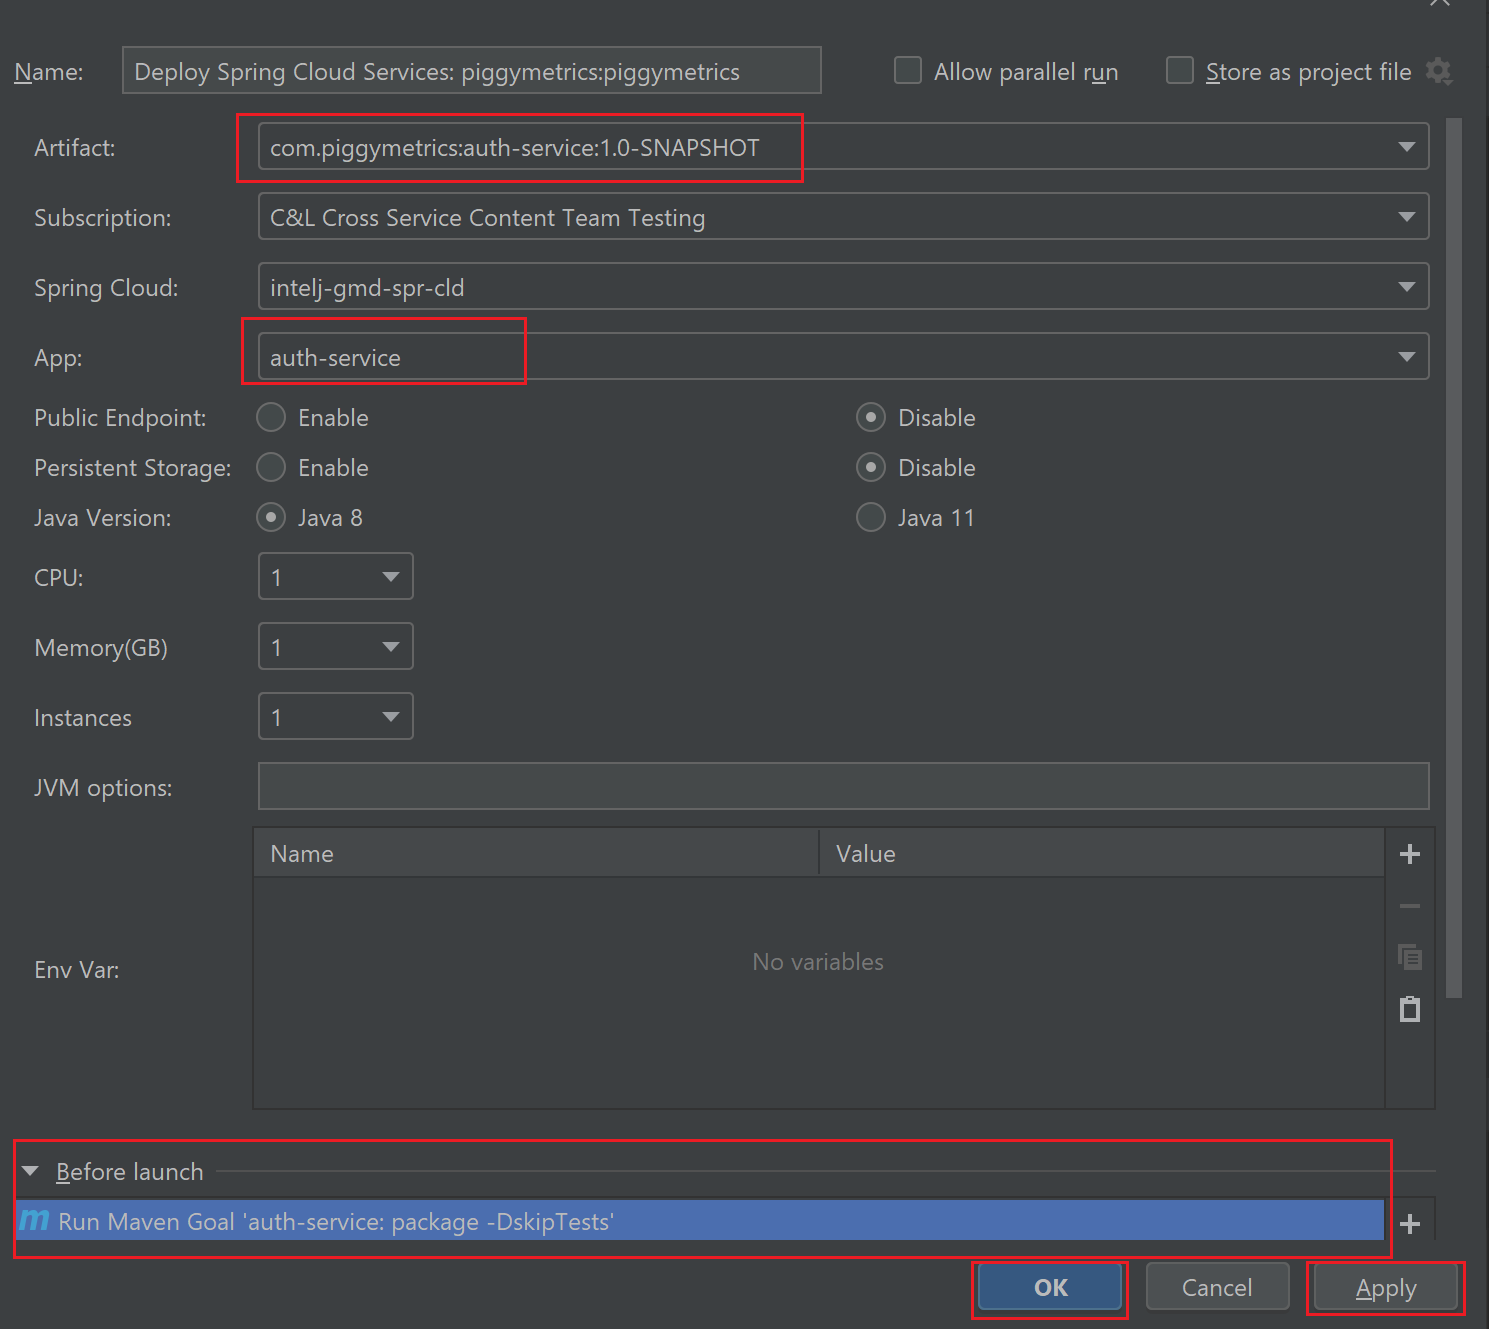 Name: Deploy Spring Cloud Services: piggymetrics:piggymetrics Allow parallel run Store as project file
Artifact: com.piggymetrics:auth-service:1.0-SNAPSHOT
Subscription: C&L Cross Service Content Team Testing
Spring Cloud: intelj-gmd-spr-cld
App: auth-service
Public Endpoint: Enable Disable
Persistent Storage: Enable Disable
Java Version: Java 8 Java 11
CPU: 1
Memory(GB) 1
Instances 1
JVM options:
Name Value
No variables
Env Var:
Before launch
m Run Maven Goal 'auth-service: package -DskipTests'
OK Cancel Apply